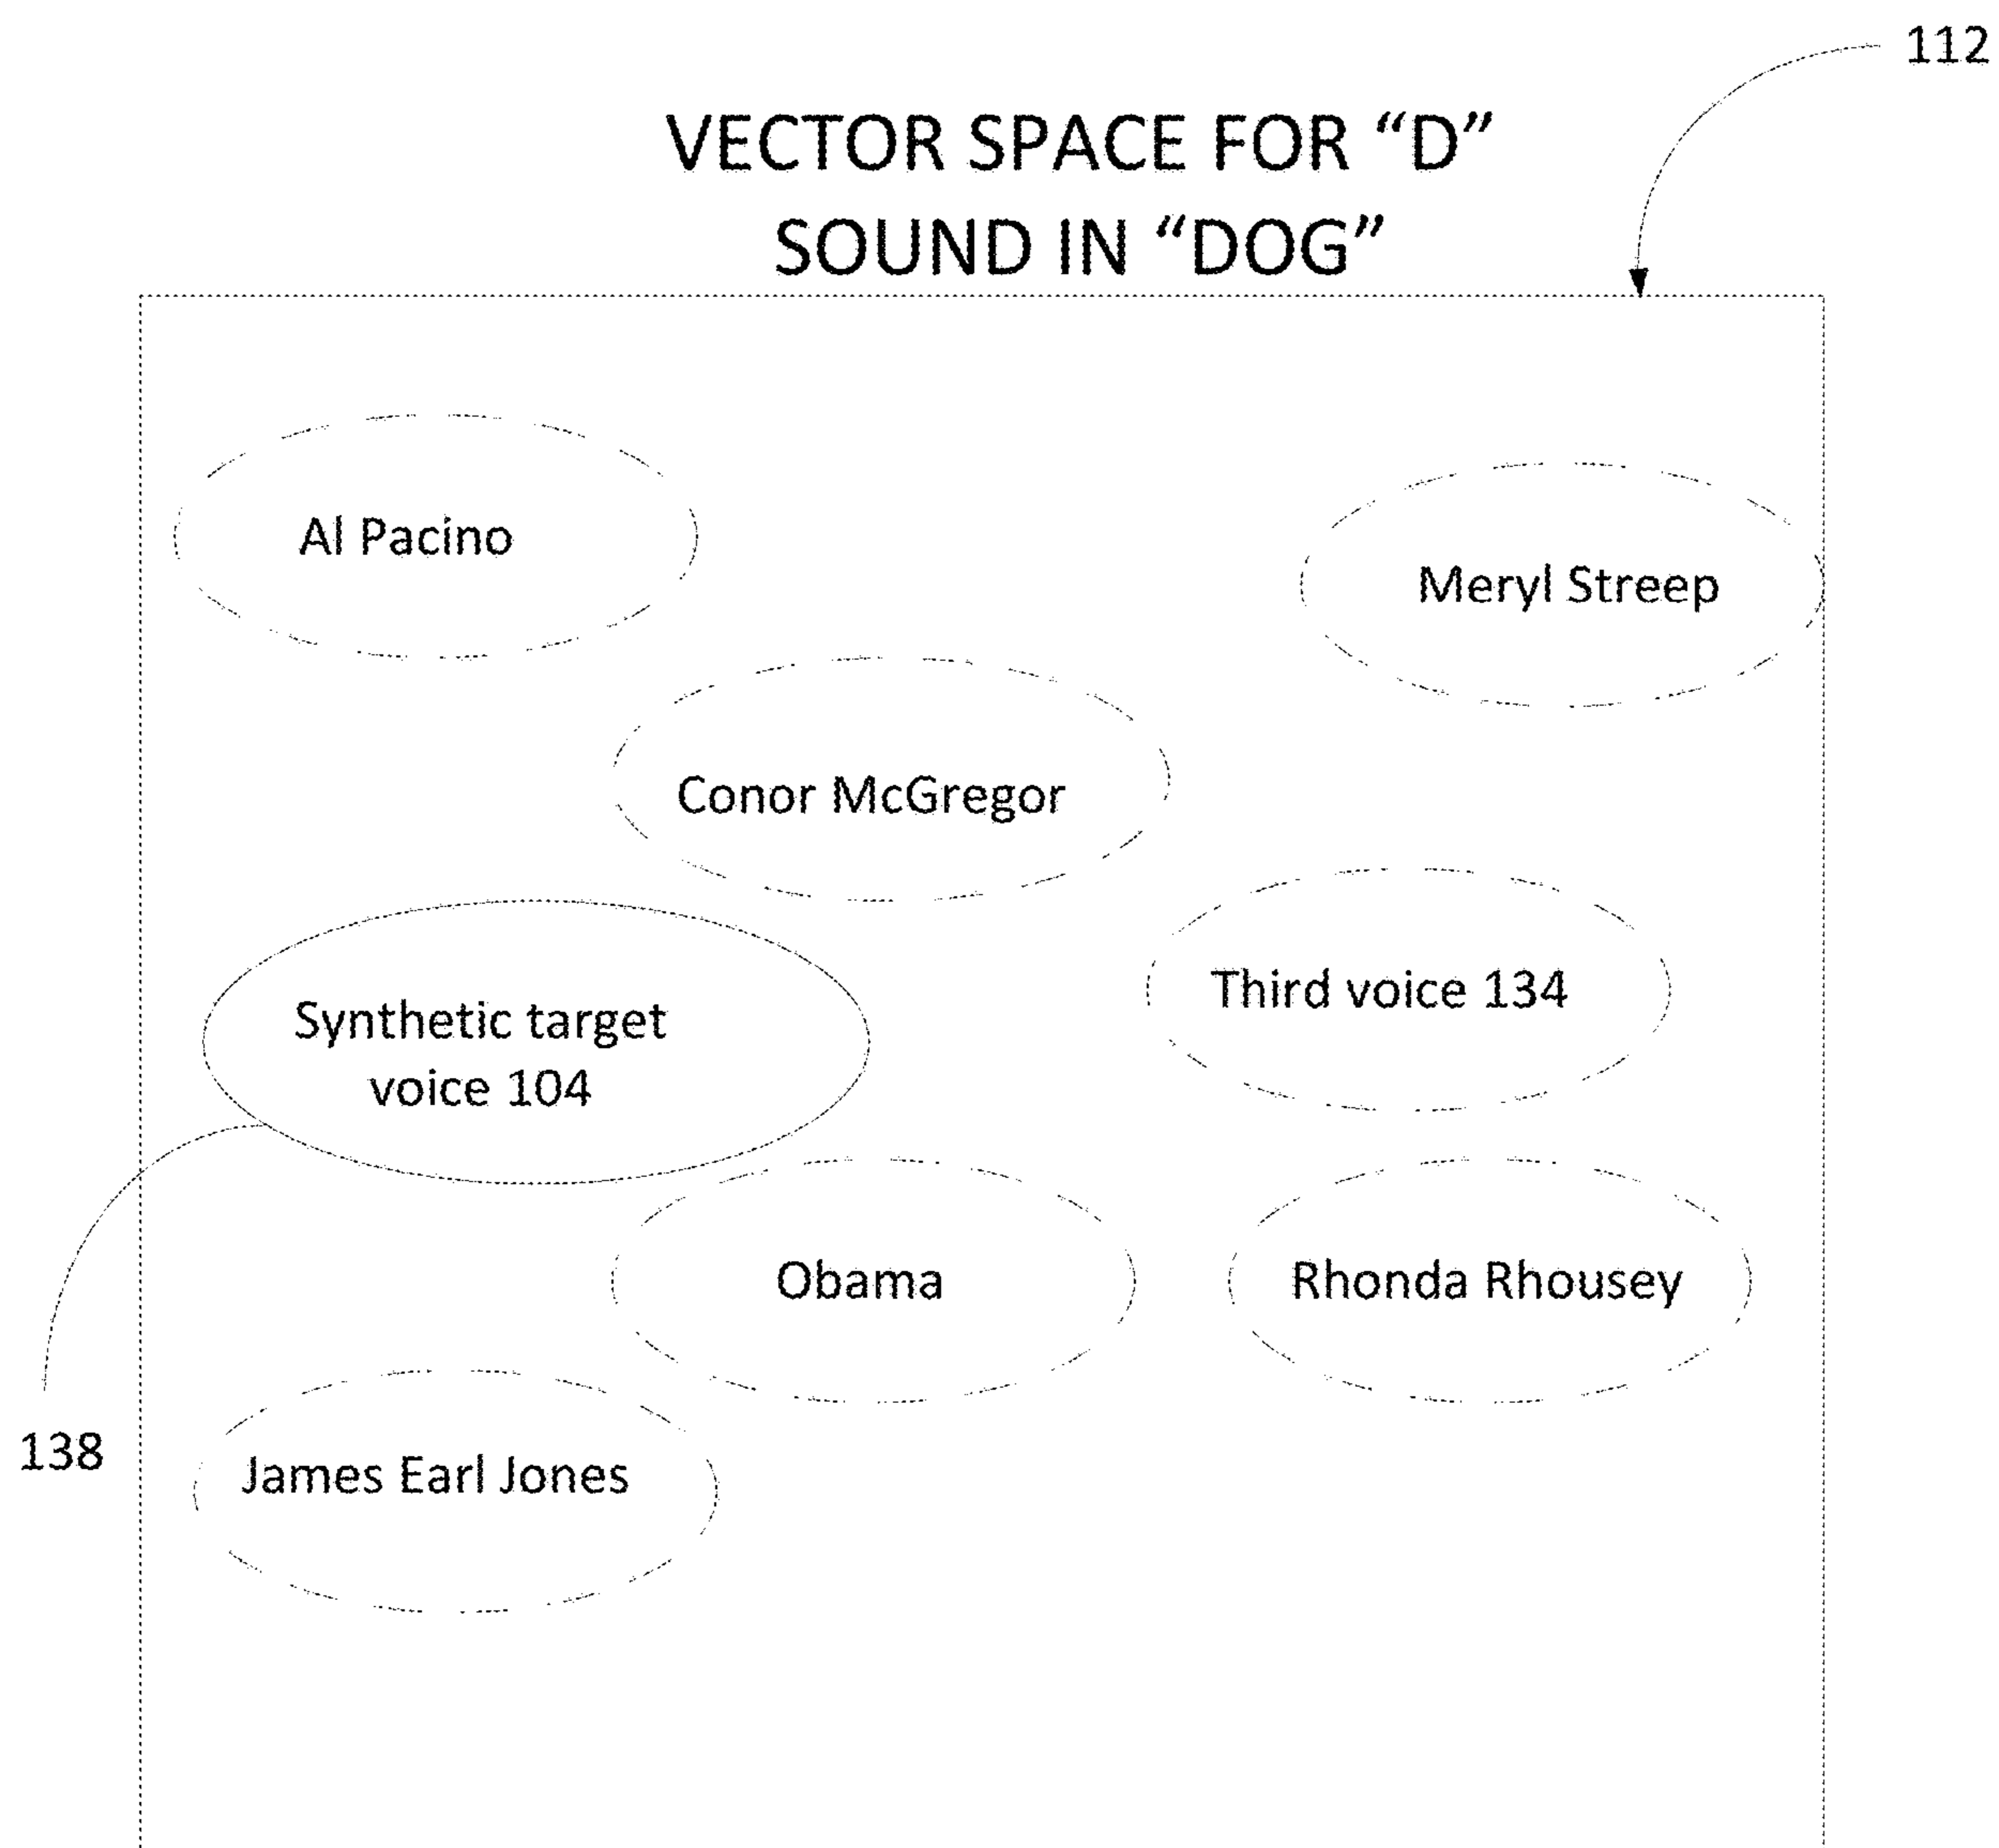 112
VECTOR SPACE FOR “D”
SOUND IN “DOG”
Al Pacino
Meryl Streep
Conor McGregor
Third voice 134
Synthetic target
voice 104
Obama
Rhonda Rhousey
138
James Earl Jones